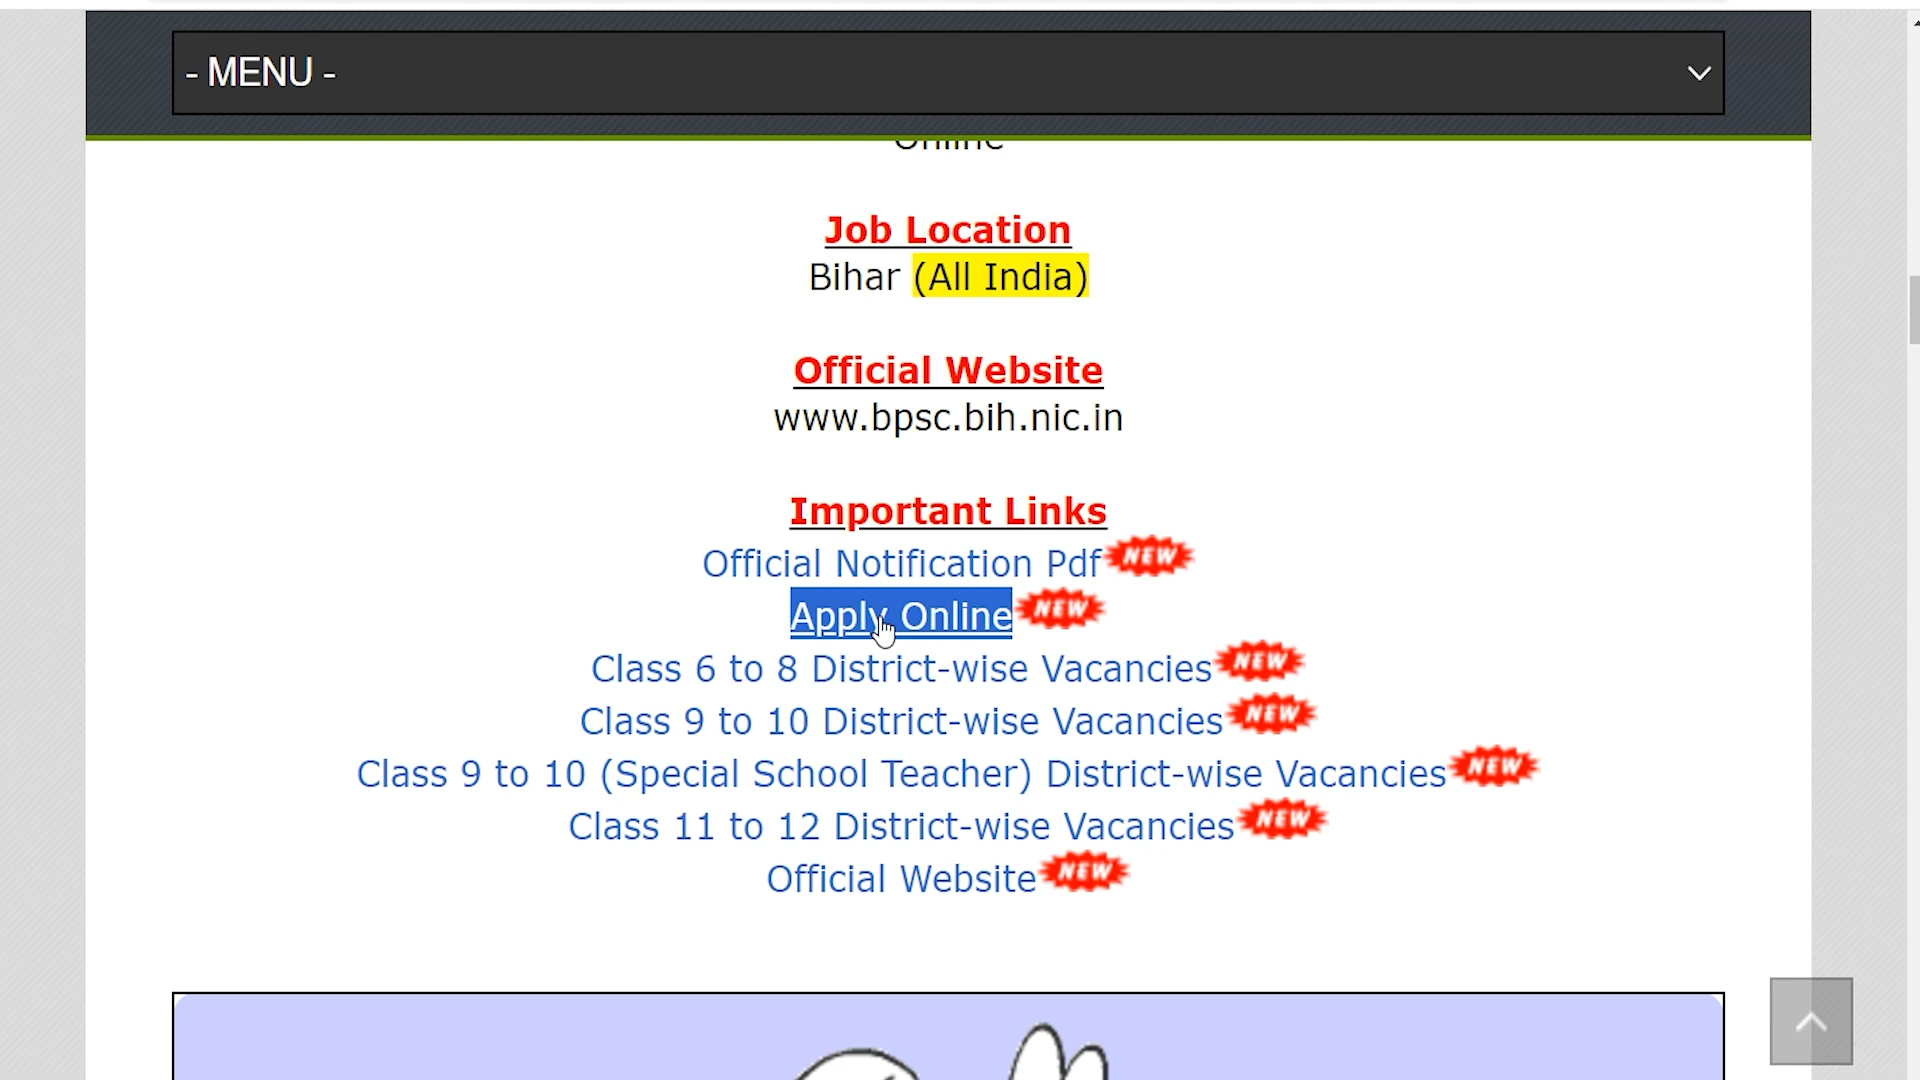 - MENU -
Online
Job Location
Bihar (All India)
Official Website
www.bpsc.bih.nic.in
Important Links
Official Notification Pdf NEW
Apply Online NEW
Class 6 to 8 District-wise Vacancies NEW
Class 9 to 10 District-wise Vacancies NEW
Class 9 to 10 (Special School Teacher) District-wise Vacancies NEW
Class 11 to 12 District-wise Vacancies NEW
Official Website NEW